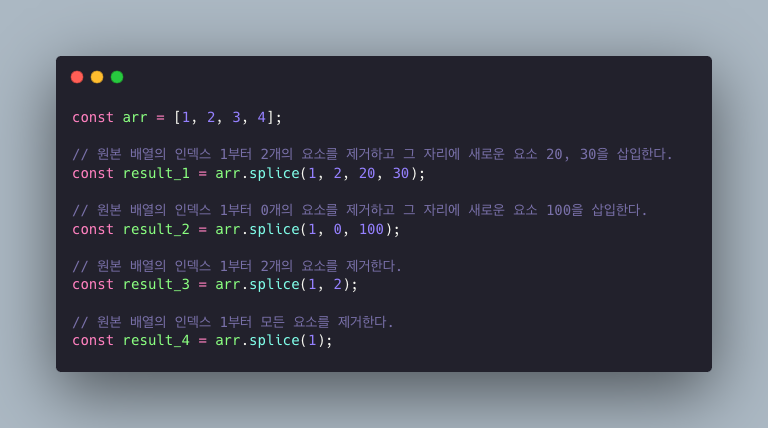 const arr = [1, 2, 3, 4];
// 원본 배열의 인덱스 1부터 2개의 요소를 제거하고 그 자리에 새로운 요소 20, 30을 삽입한다.
const result_1 = arr.splice(1, 2, 20, 30);
// 원본 배열의 인덱스 1부터 0개의 요소를 제거하고 그 자리에 새로운 요소 100을 삽입한다.
const result_2 = arr.splice(1, 0, 100);
// 원본 배열의 인덱스 1부터 2개의 요소를 제거한다.
const result_3 = arr.splice(1, 2);
// 원본 배열의 인덱스 1부터 모든 요소를 제거한다.
const result_4 = arr.splice(1);